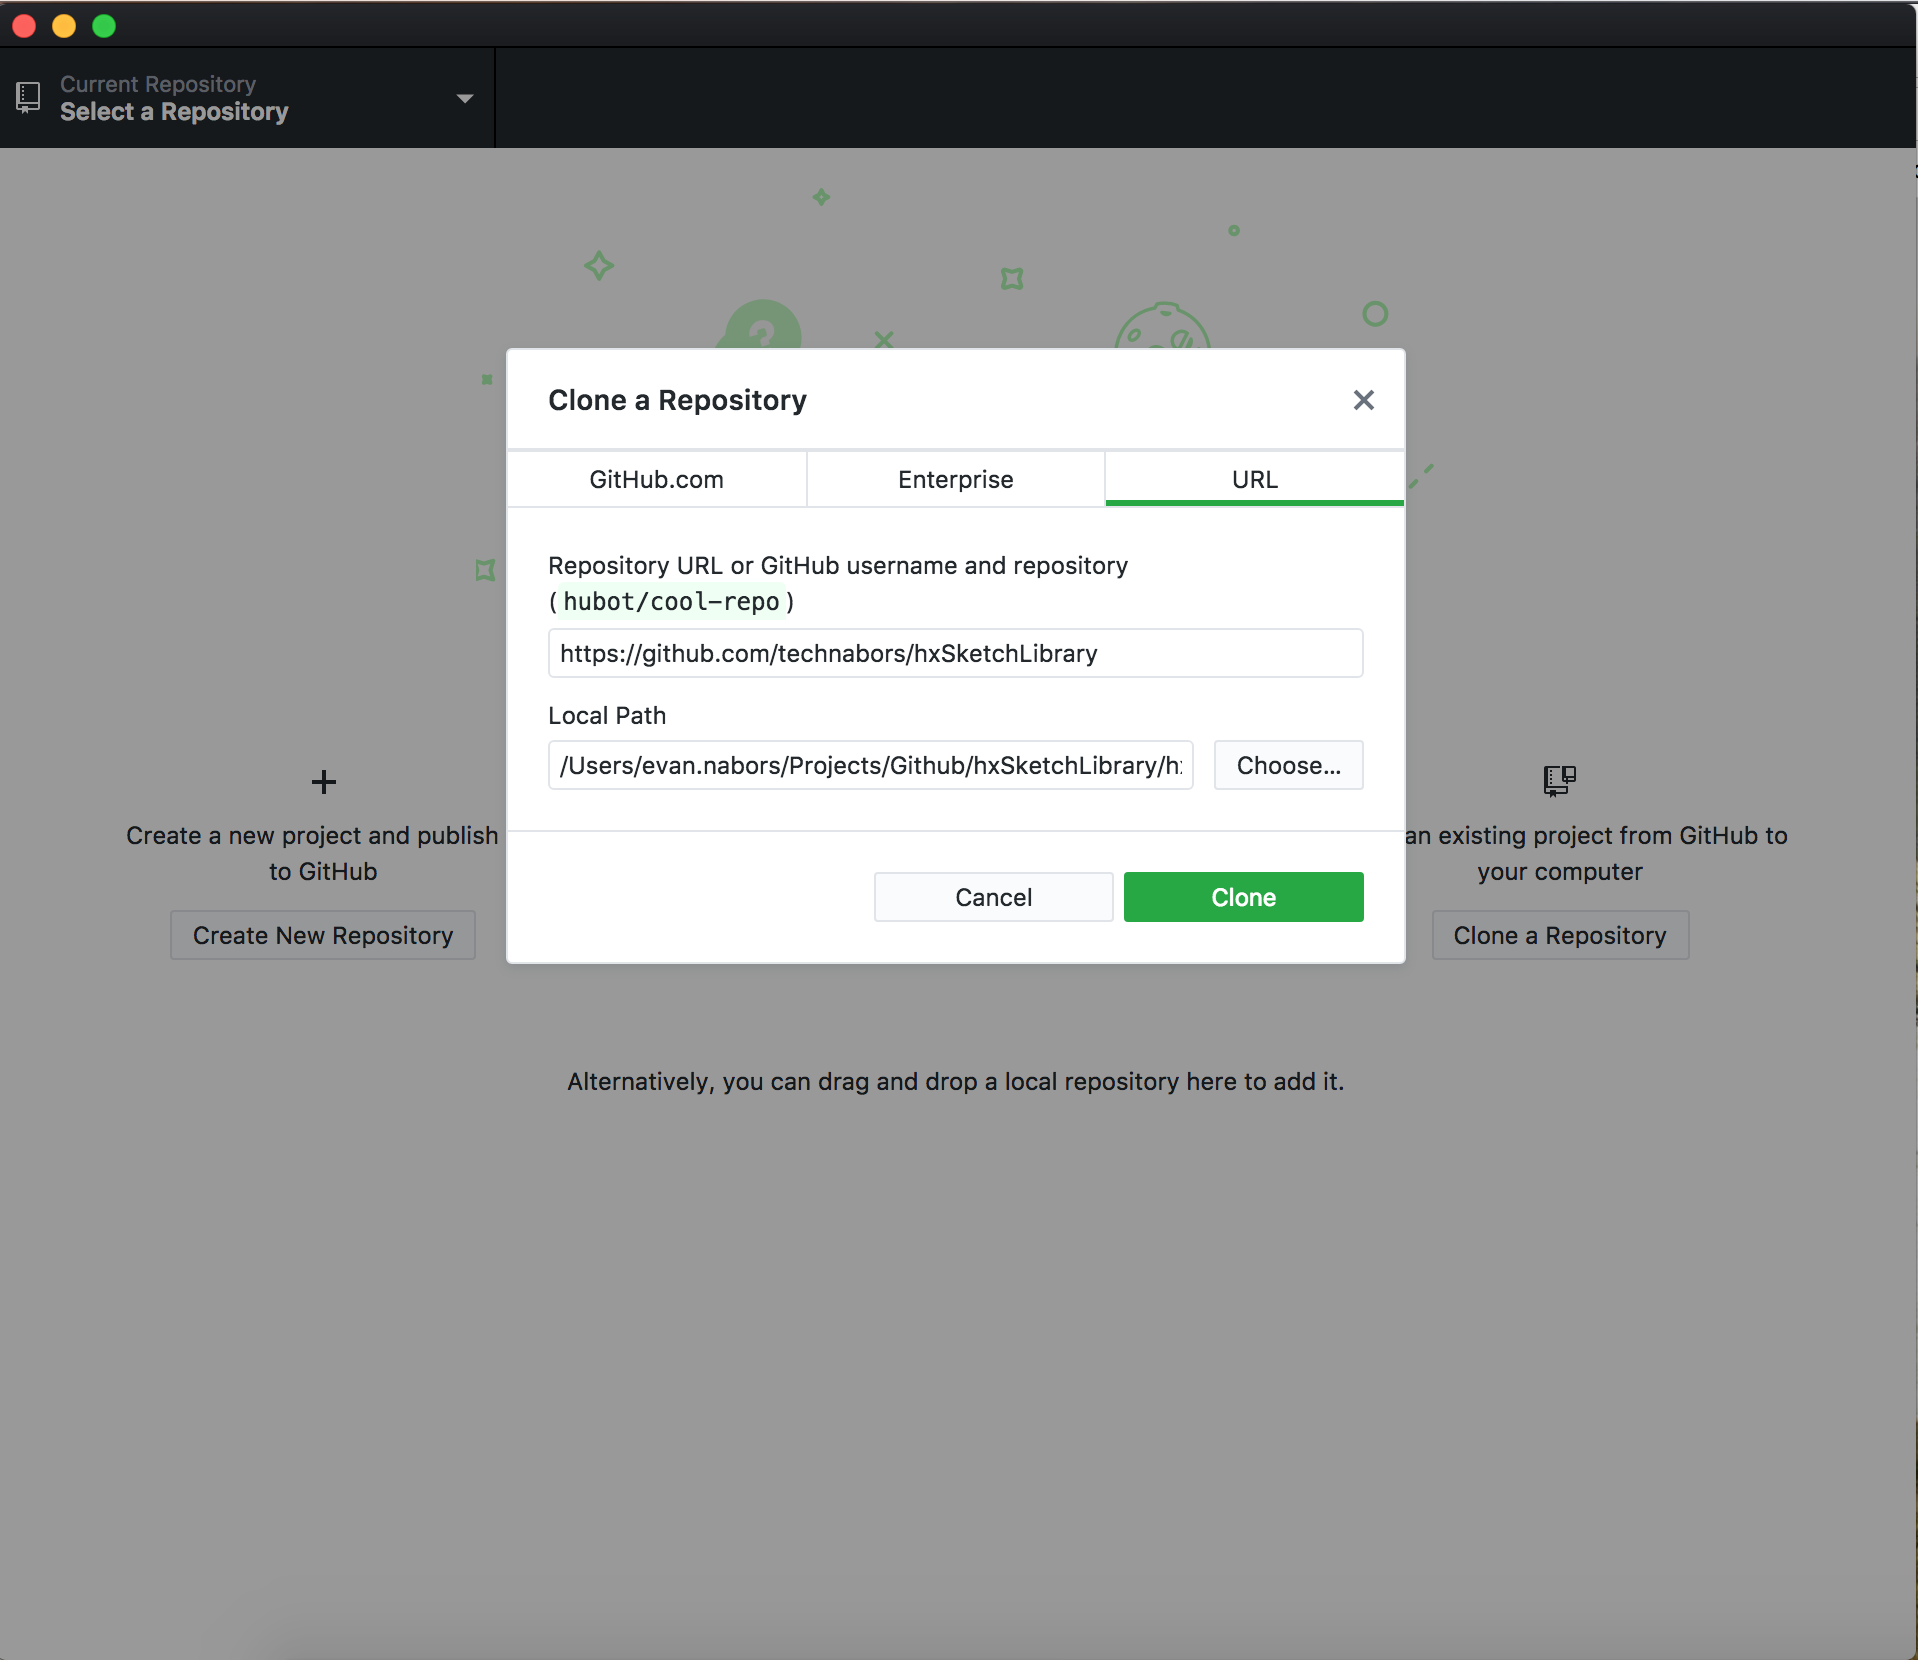 Current Repository
Select a Repository
Clone a Repository
GitHub.com
Enterprise
URL
Repository URL or GitHub username and repository
(hubot/cool-repo)
https://github.com/technabors/hxSketchLibrary
Local Path
/Users/evan.nabors/Projects/Github/hxSketchLibrary/h
Choose...
Cancel
Clone
Create a new project and publish
to GitHub
Create New Repository
an existing project from GitHub to
your computer
Clone a Repository
Alternatively, you can drag and drop a local repository here to add it.